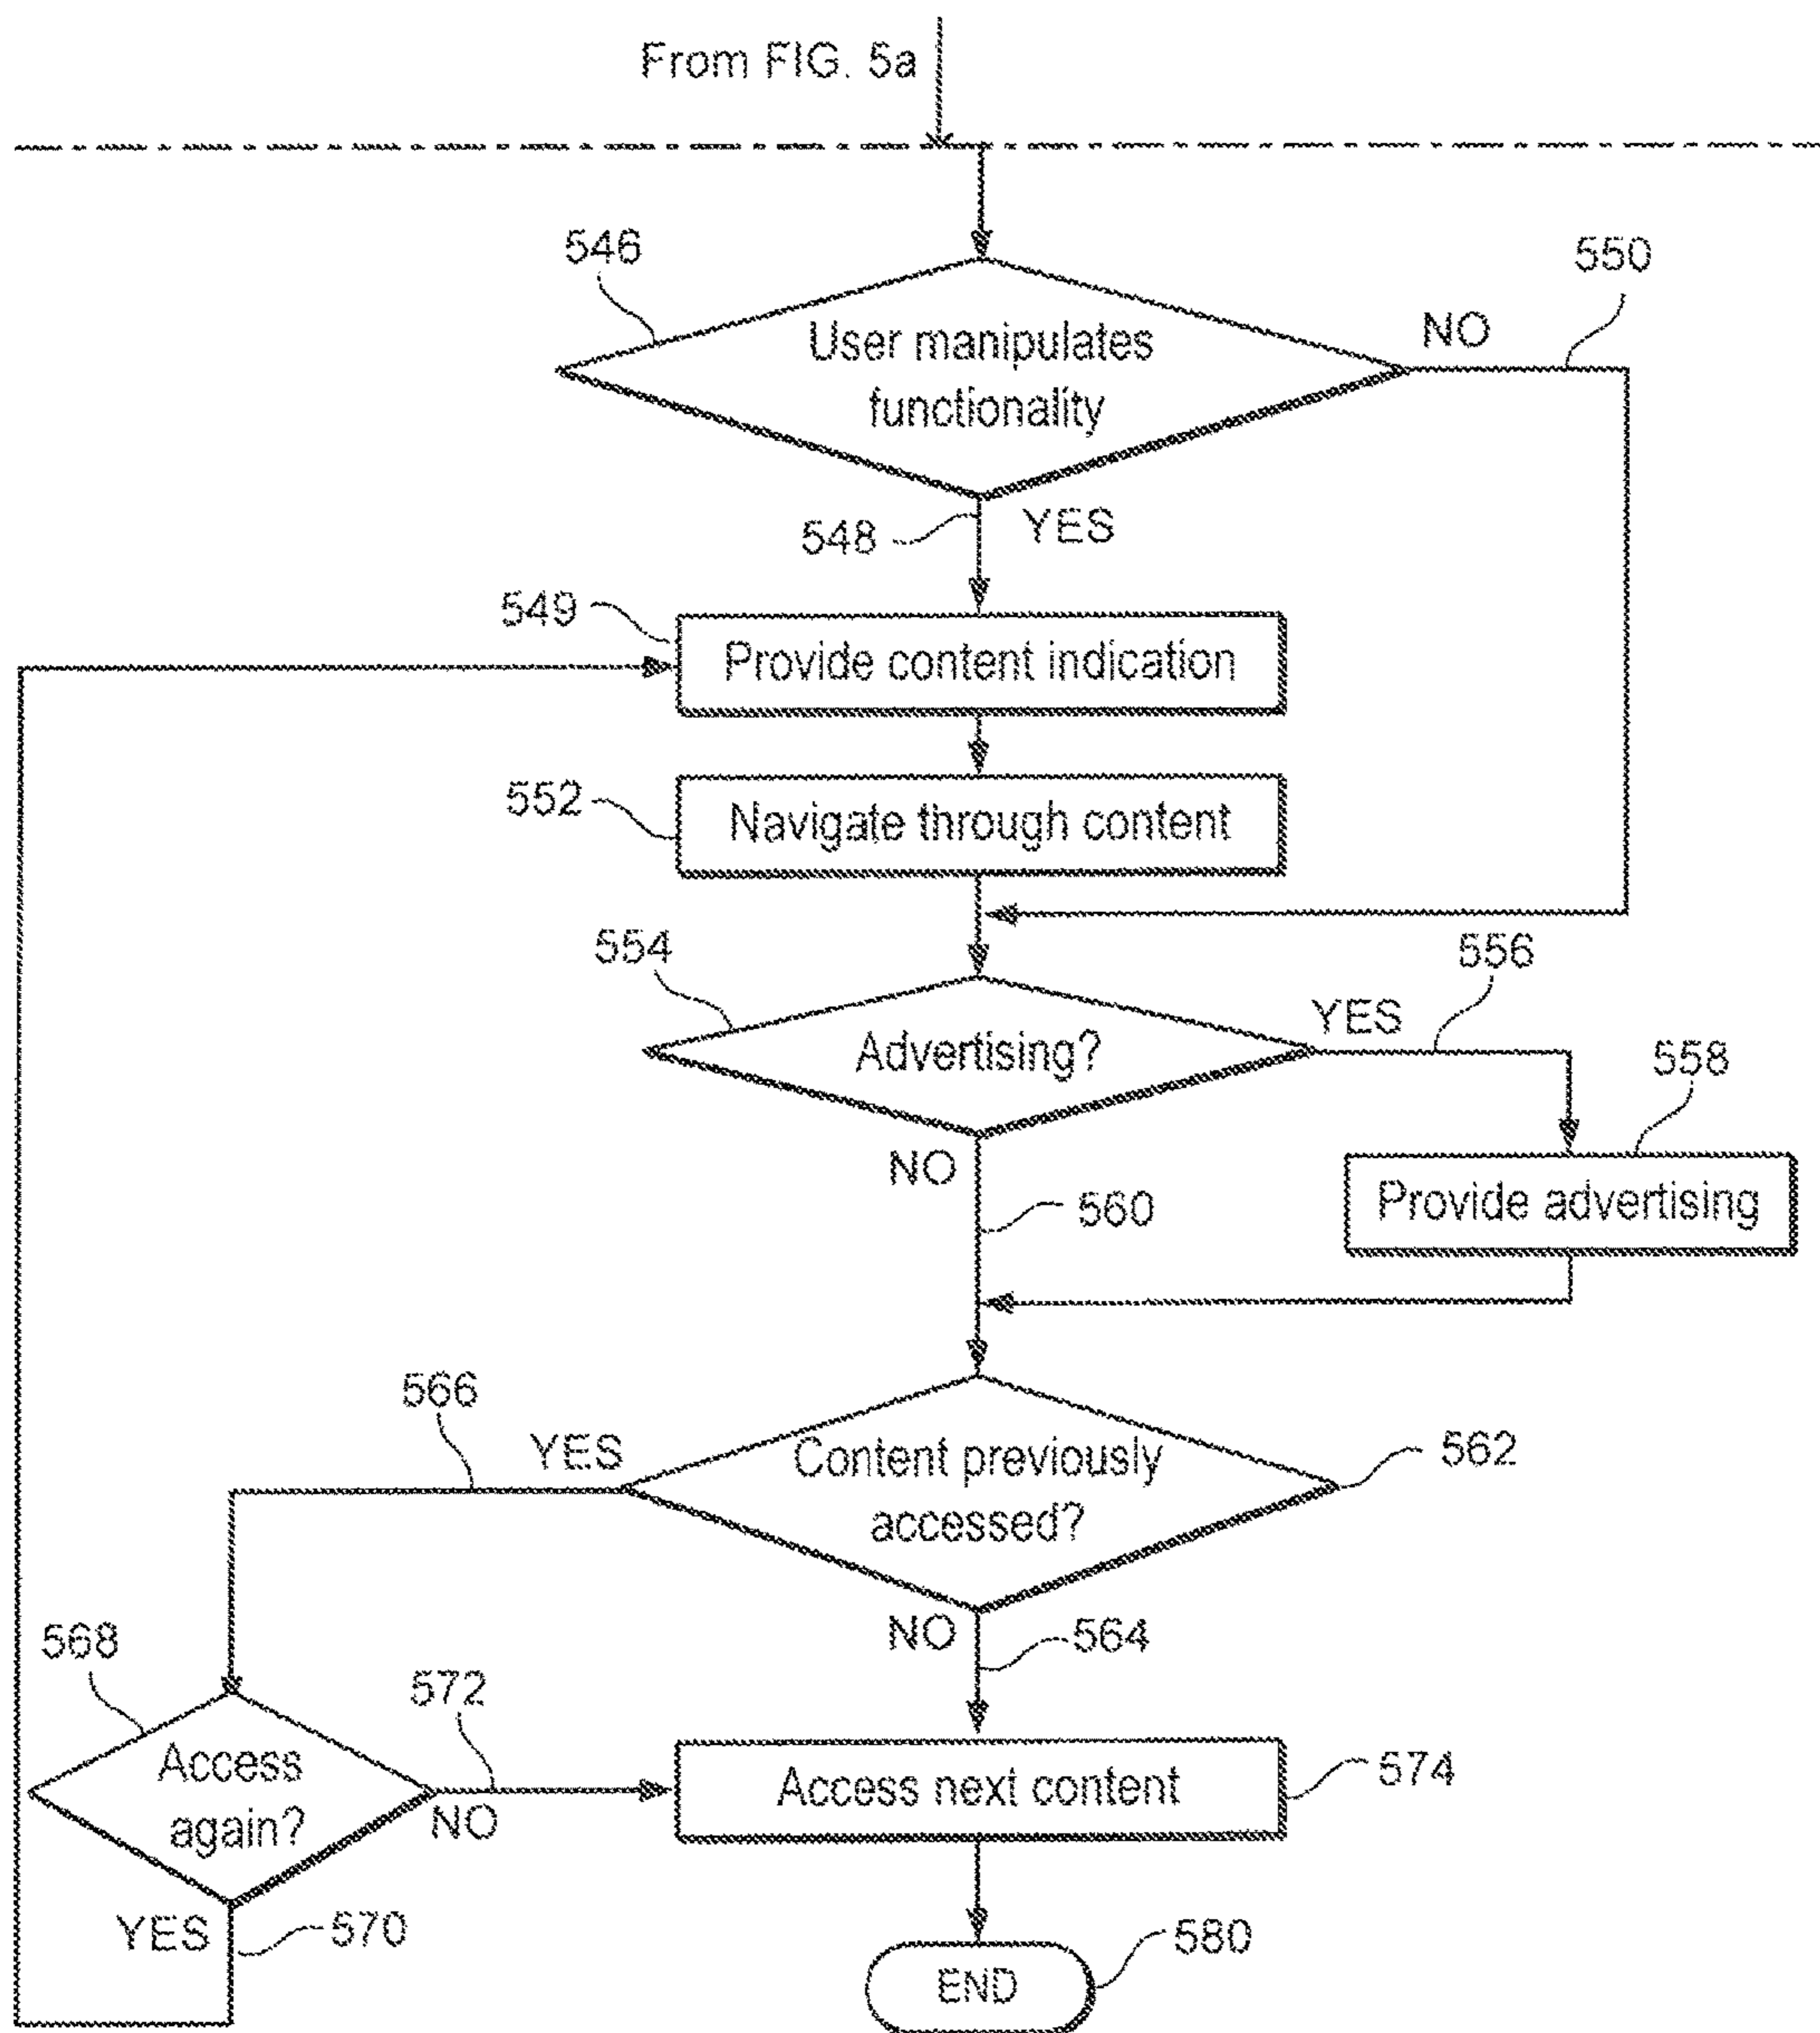 From FIG. 5a
546
550
NO
User manipulates
functionality
548
YES
549
Provide content indication
552
Navigate through content
554
556
YES
Advertising?
558
NO
Provide advertising
560
566
YES
Content previously
accessed?
562
NO
564
568
572
Access
again?
NO
Access next content
574
YES
570
END
580